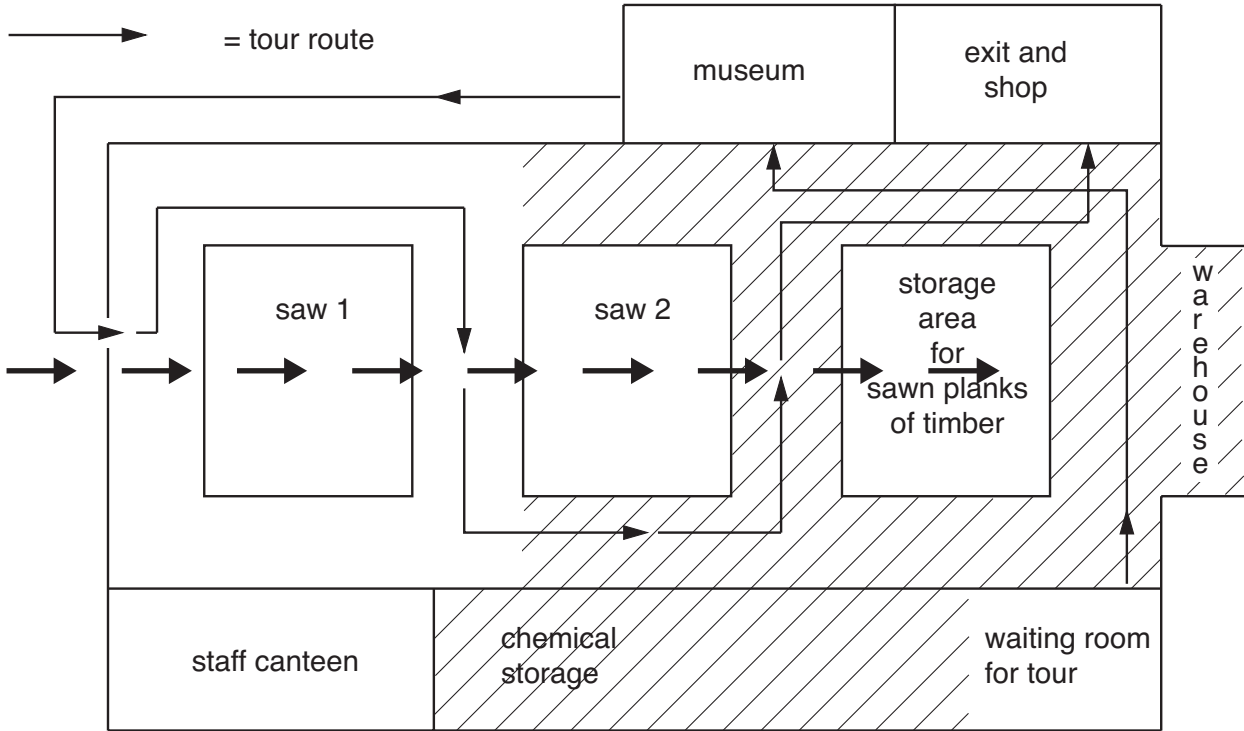 = tour route
museum
exit and
shop
saw 1
saw 2
storage
area
for
sawn planks
of timber
warehouse
staff canteen
chemical
storage
waiting room
for tour